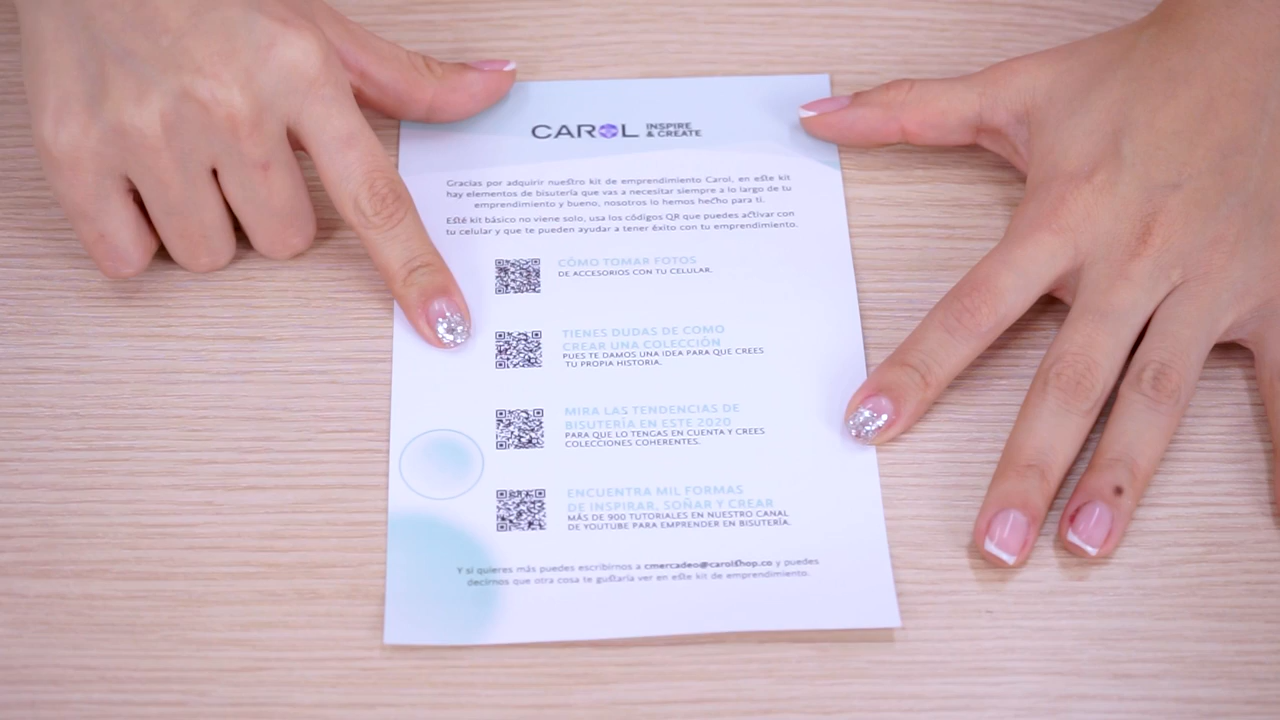 CAROL INSPIRE & CREATE
Gracias por adquirir nuestro kit de emprendimiento Carol, en este kit
hay elementos de bisutería que vas a necesitar siempre a lo largo de tu
emprendimiento y bueno, nosotros lo hemos hecho para ti.
Esté kit básico no viene solo, usa los códigos QR que puedes activar con
tu celular y que te pueden ayudar a tener éxito con tu emprendimiento.
CÓMO TOMAR FOTOS
DE ACCESORIOS CON TU CELULAR.
TIENES DUDAS DE COMO
CREAR UNA COLECCIÓN
PUES TE DAMOS UNA IDEA PARA QUE CREES
TU PROPIA HISTORIA.
MIRA LAS TENDENCIAS DE
BISUTERÍA EN ESTE 2020
PARA QUE LO TENGAS EN CUENTA Y CREES
COLECCIONES COHERENTES.
ENCUENTRA MIL FORMAS
DE INSPIRAR, SOÑAR Y CREAR
MÁS DE 900 TUTORIALES EN NUESTRO CANAL
DE YOUTUBE PARA EMPRENDER EN BISUTERÍA.
Y si quieres más puedes escribirnos a cmercadeo@carolshop.co y puedes
decirnos que otra cosa te gustaría ver en este kit de emprendimiento.